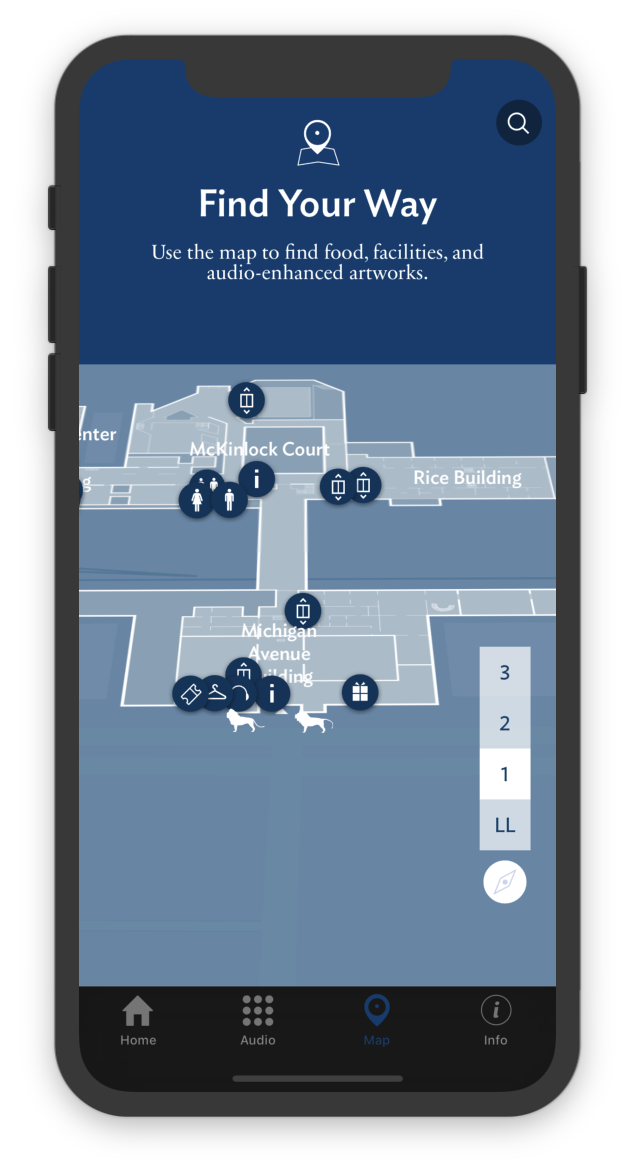 Find Your Way
Use the map to find food, facilities, and
audio-enhanced artworks.
enter
McKinlock Court
g
Rice Building
Michigan
Avenue
ilding
3
2
1
LL
Home
Audio
Map
Info